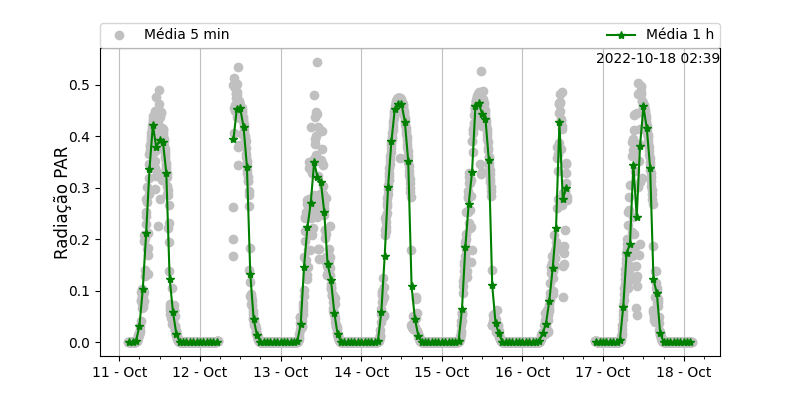 Média 5 min
Média 1 h
2022-10-18 02:39
Radiação PAR
0.5
0.4
0.3
0.2
0.1
0.0
11 - Oct
12 - Oct
13 - Oct
14 - Oct
15 - Oct
16 - Oct
17 - Oct
18 - Oct